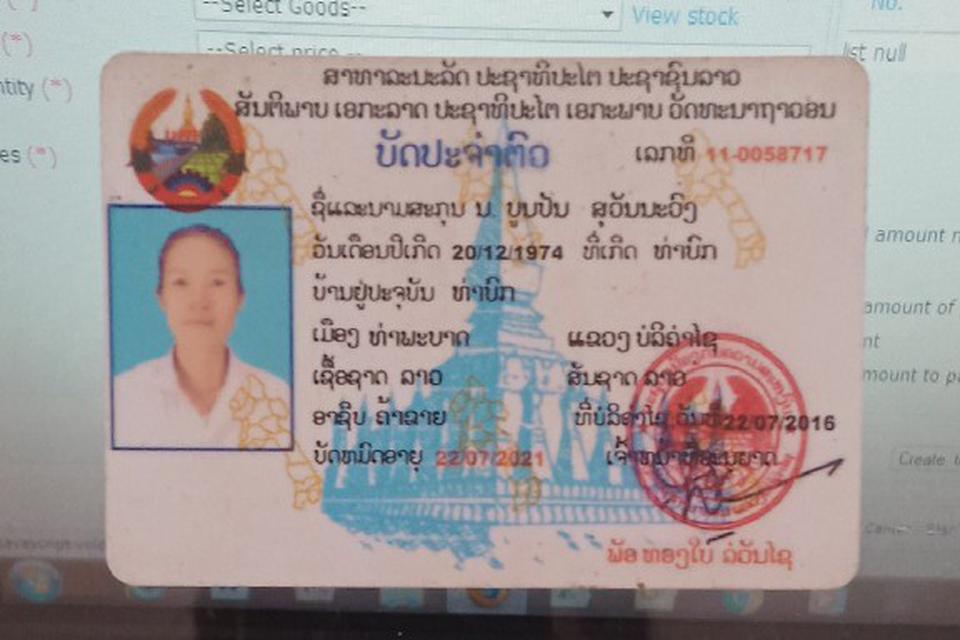 --Select Goods--
View stock
No.
(*)
--Select price --
list null
ntity (*)
es (*)
ສາທາລະນະລັດ ປະຊາທິປະໄຕ ປະຊາຊົນລາວ
ສັນຕິພາບ ເອກະລາດ ປະຊາທິປະໄຕ ເອກະພາບ ວັດທະນາຖາວອນ
ບັດປະຈຳຕົວ
ເລກທີ 11-0058717
ຊື່ແລະນາມສະກຸນ ນ. ບູນປັນ ສຸວັນນະວົງ
amount
ວັນເດືອນປີເກີດ 20/12/1974 ທີ່ເກີດ ທ່າບົກ
ບ້ານຢູ່ປະຈຸບັນ ທ່າບົກ
amount of
ເມືອງ ທ່າພະບາດ ແຂວງ ບໍລິຄຳໄຊ
nt
ເຊື້ອຊາດ ລາວ ສັນຊາດ ລາວ
mount to pa
ອາຊີບ ຄ້າຂາຍ ທີ່ບໍລິຄຳໄຊ ວັນທີ 22/07/2016
ບັດຫມົດອາຍຸ 22/07/2021 ເຈົ້າຫນ້າທີ່ອະນຸຍາດ
Create
ພັອ ທອງໃບ ລໍ່ວັນໄຊ